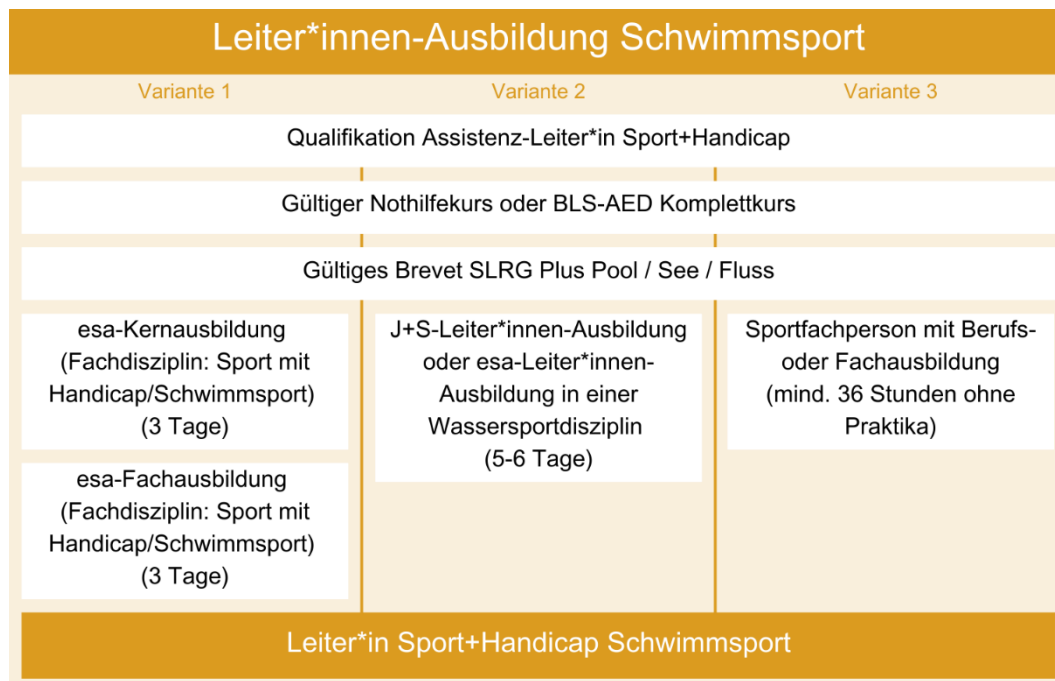 Leiter*innen-Ausbildung Schwimmsport
Variante 1
Variante 2
Variante 3
Qualifikation Assistenz-Leiter*in Sport+Handicap
Gültiger Nothilfekurs oder BLS-AED Komplettkurs
Gültiges Brevet SLRG Plus Pool / See / Fluss
esa-Kernausbildung
(Fachdisziplin: Sport mit
Handicap/Schwimmsport)
(3 Tage)
esa-Fachausbildung
(Fachdisziplin: Sport mit
Handicap/Schwimmsport)
(3 Tage)
J+S-Leiter*innen-Ausbildung
oder esa-Leiter*innen-
Ausbildung in einer
Wassersportdisziplin
(5-6 Tage)
Sportfachperson mit Berufs-
oder Fachausbildung
(mind. 36 Stunden ohne
Praktika)
Leiter*in Sport+Handicap Schwimmsport